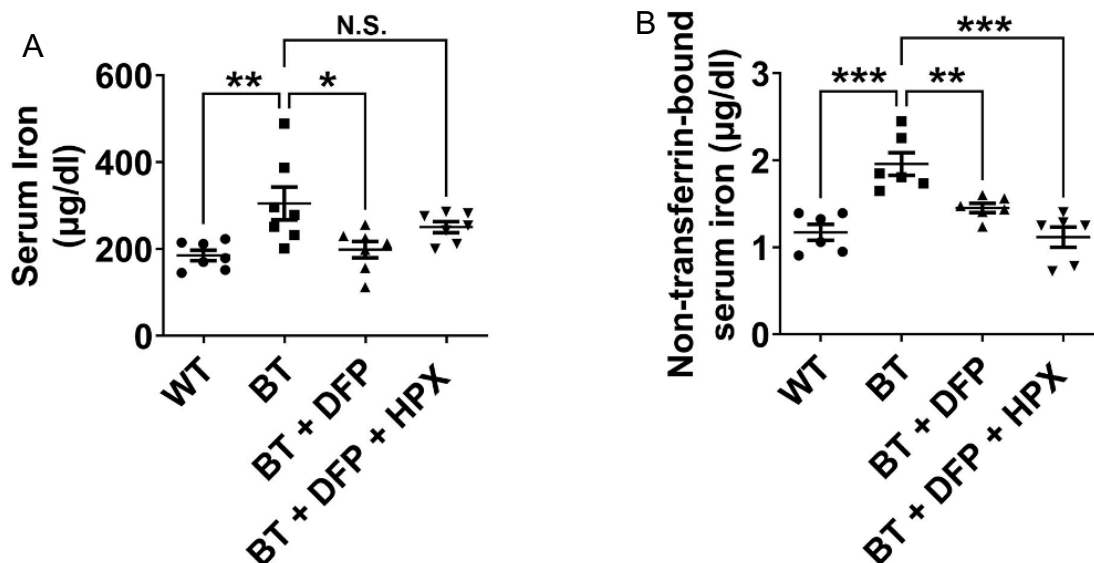 A
Serum Iron
(µg/dl)
600
400
200
0
**
*
N.S.
WT
BT
BT + DFP
BT + DFP + HPX
B
Non-transferrin-bound
serum iron (µg/dl)
3
2
1
0
***
**
***
WT
BT
BT + DFP
BT + DFP + HPX